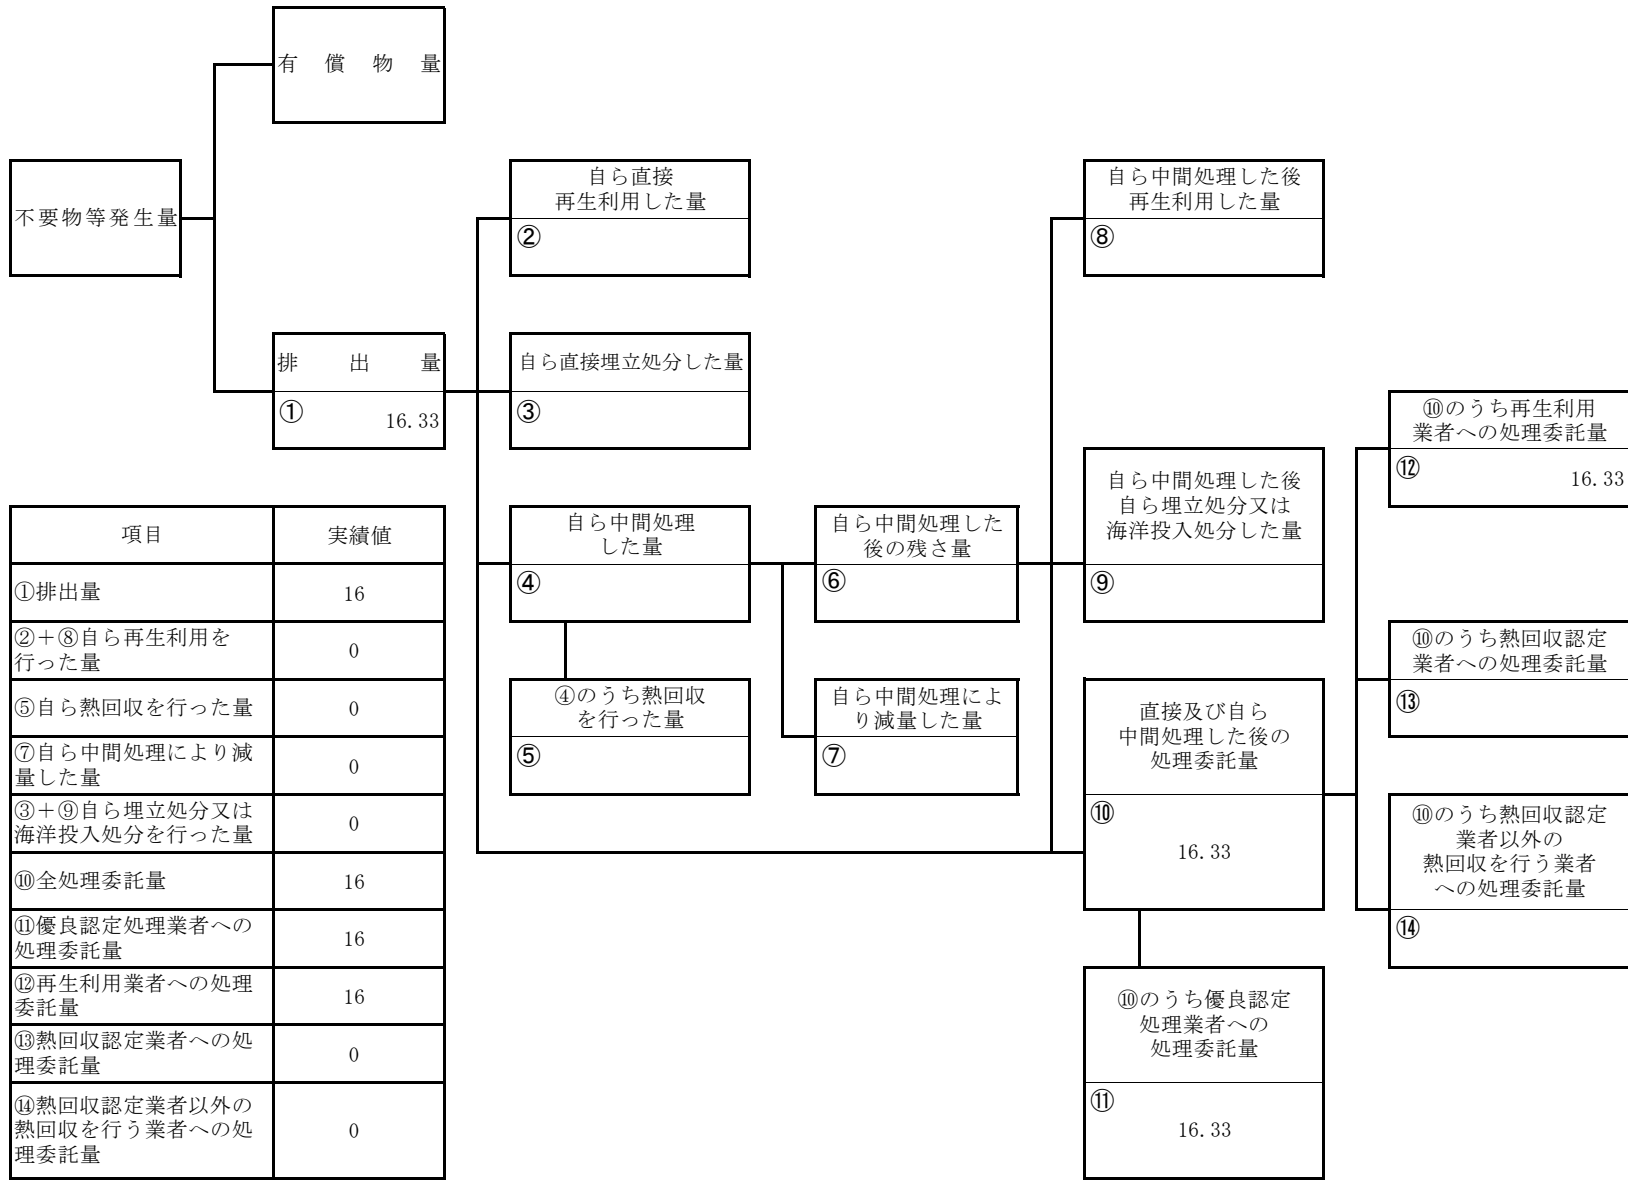 有償物量
不要物等発生量
排出量
①
16.33
自ら直接
再生利用した量
②
自ら直接埋立処分した量
③
自ら中間処理
した量
④
④のうち熱回収
を行った量
⑤
自ら中間処理した
後の残さ量
⑥
自ら中間処理によ
り減量した量
⑦
自ら中間処理した後
再生利用した量
⑧
自ら中間処理した後
自ら埋立処分又は
海洋投入処分した量
⑨
直接及び自ら
中間処理した後の
処理委託量
⑩
16.33
⑩のうち優良認定
処理業者への
処理委託量
⑪
16.33
⑩のうち再生利用
業者への処理委託量
⑫
16.33
⑩のうち熱回収認定
業者への処理委託量
⑬
⑩のうち熱回収認定
業者以外の
熱回収を行う業者
への処理委託量
⑭
項目 実績値
①排出量 16
②＋⑧自ら再生利用を
行った量 0
⑤自ら熱回収を行った量 0
⑦自ら中間処理により減
量した量 0
③＋⑨自ら埋立処分又は
海洋投入処分を行った量 0
⑩全処理委託量 16
⑪優良認定処理業者への
処理委託量 16
⑫再生利用業者への処理
委託量 16
⑬熱回収認定業者への処
理委託量 0
⑭熱回収認定業者以外の
熱回収を行う業者への処
理委託量 0